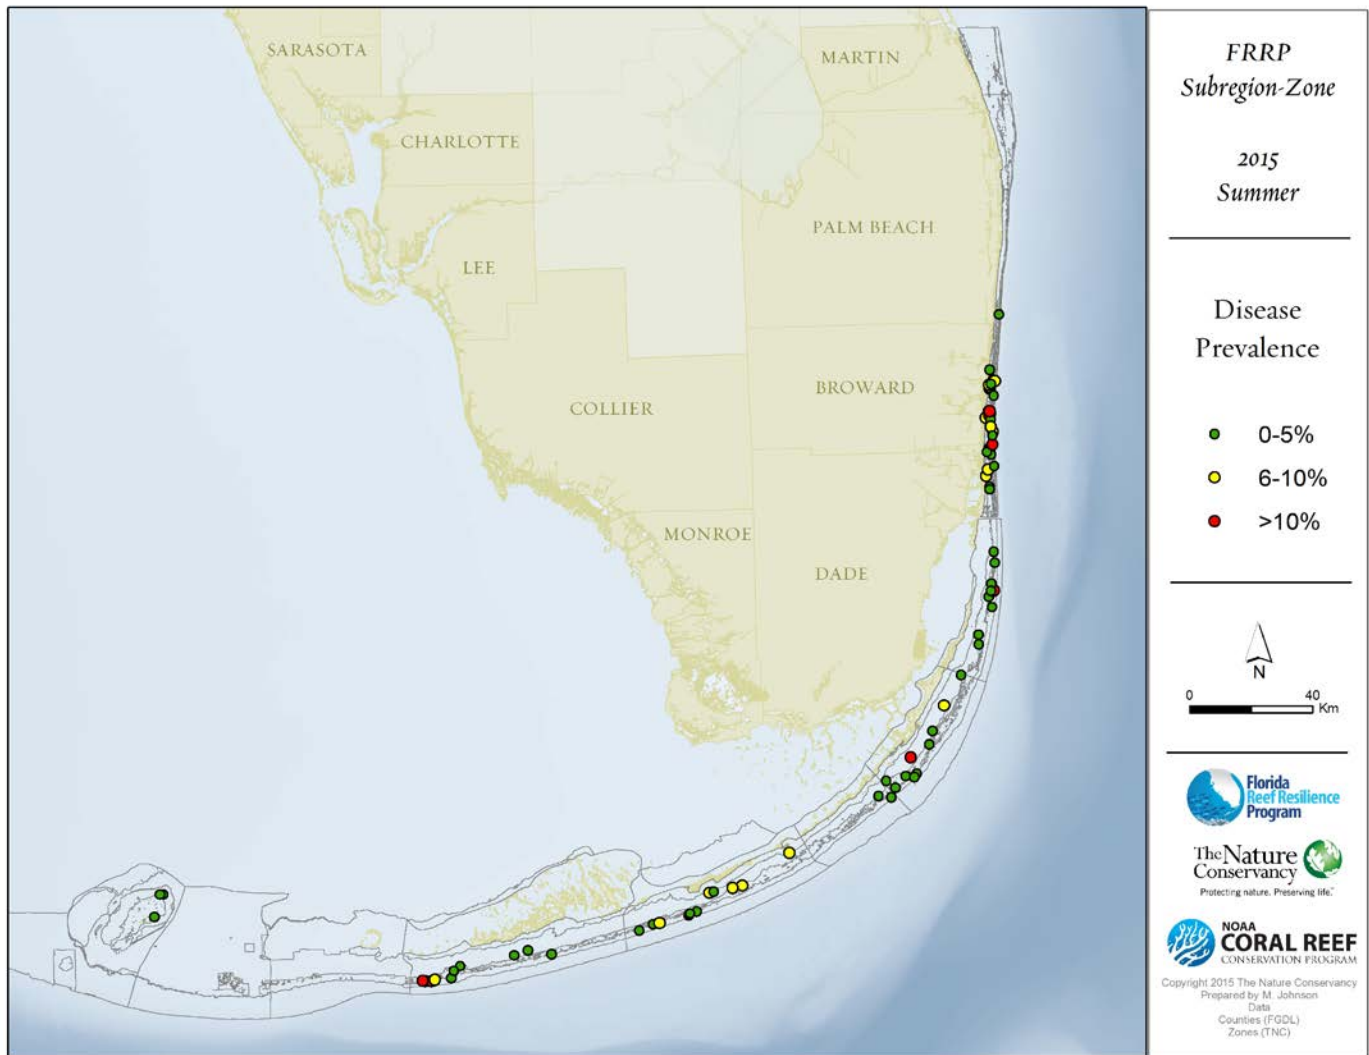 SARASOTA
MARTIN
CHARLOTTE
PALM BEACH
LEE
BROWARD
COLLIER
MONROE
DADE
FRRP
Subregion-Zone
2015
Summer
Disease
Prevalence
0-5%
6-10%
>10%
N
0 40
Km
Florida
Reef Resilience
Program
The Nature
Conservancy
Protecting nature. Preserving life.™
NOAA
CORAL REEF
CONSERVATION PROGRAM
Copyright 2015 The Nature Conservancy
Prepared by M. Johnson
Data
Counties (FGDL)
Zones (TNC)